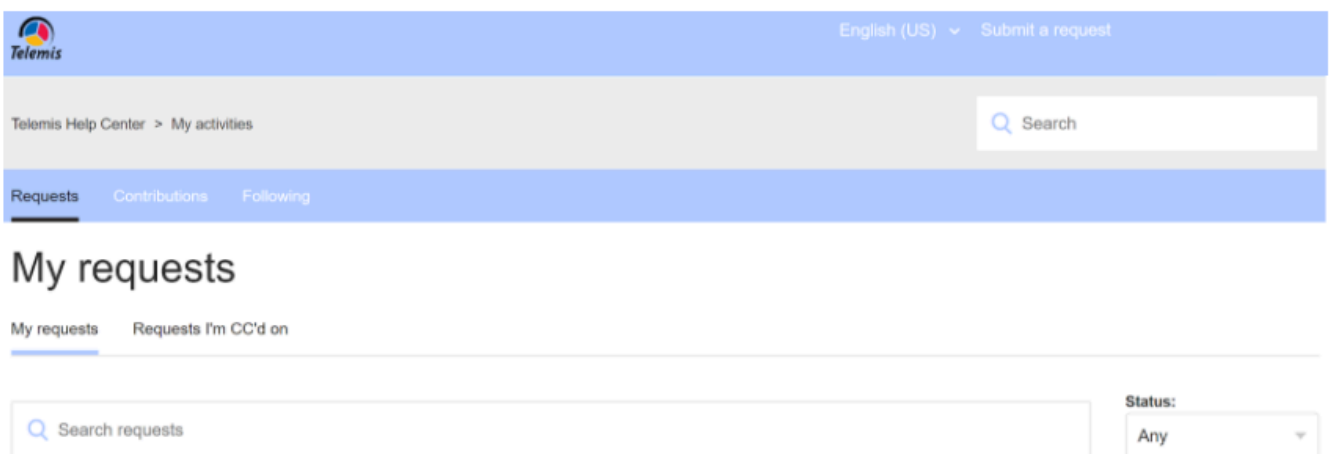 Telemis
English (US) Submit a request
Telemis Help Center > My activities
Search
Requests Contributions Following
My requests
My requests Requests I'm CC'd on
Search requests
Status:
Any